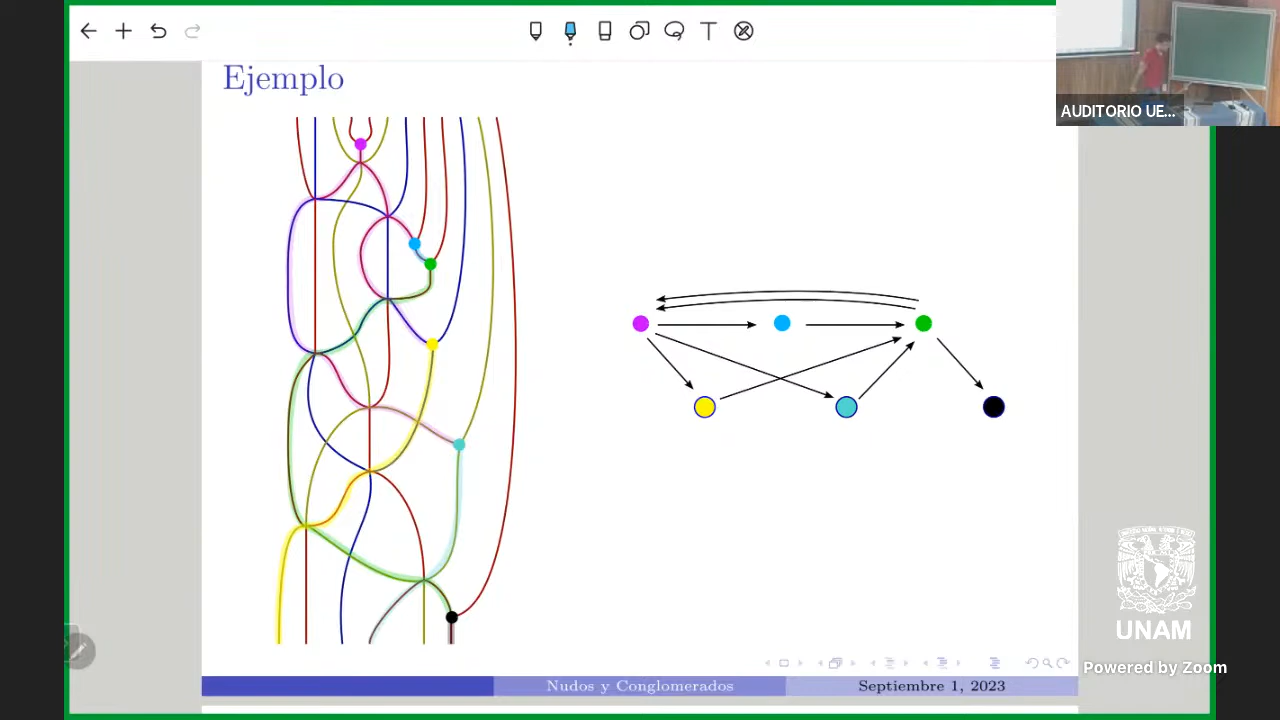 Ejemplo
AUDITORIO UE...
UNAM
Powered by Zoom
Nudos y Conglomerados
Septiembre 1, 2023